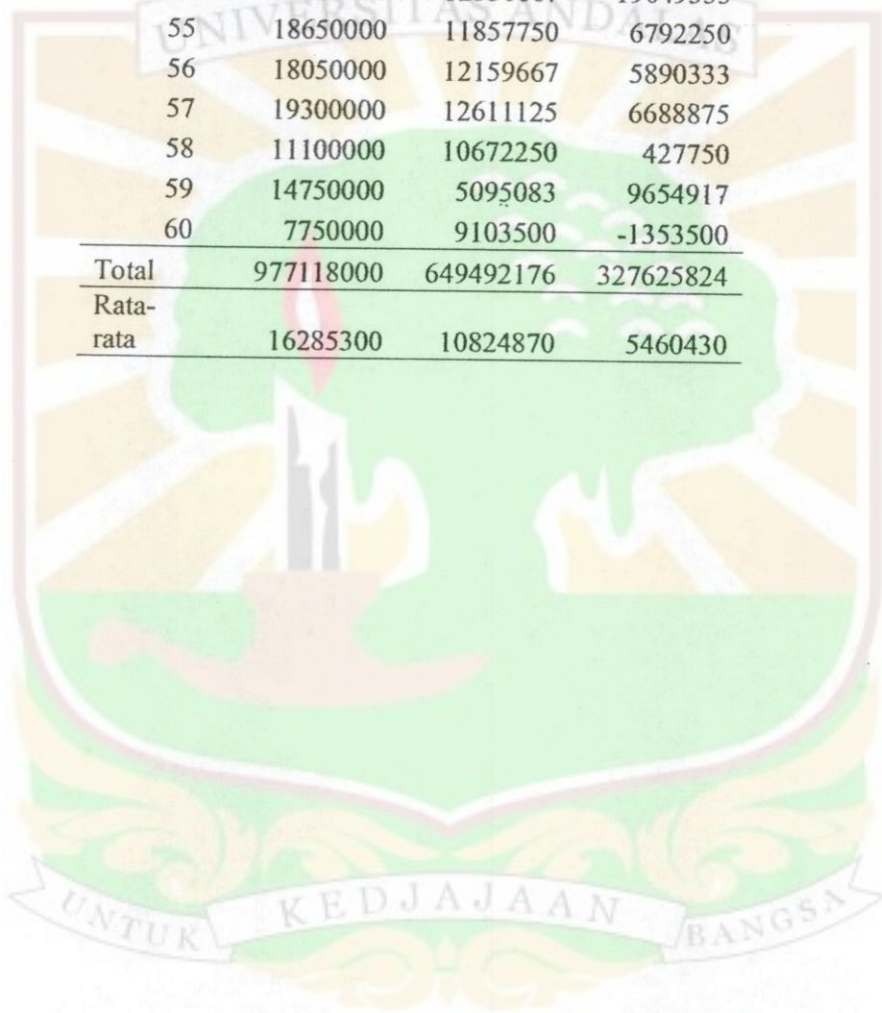 UNIVERSITAS ANDALAS
55 18650000 11857750 6792250
56 18050000 12159667 5890333
57 19300000 12611125 6688875
58 11100000 10672250 427750
59 14750000 5095083 9654917
60 7750000 9103500 -1353500
Total 977118000 649492176 327625824
Rata-
rata 16285300 10824870 5460430
UNTUK KEDJAJAAN BANGSA